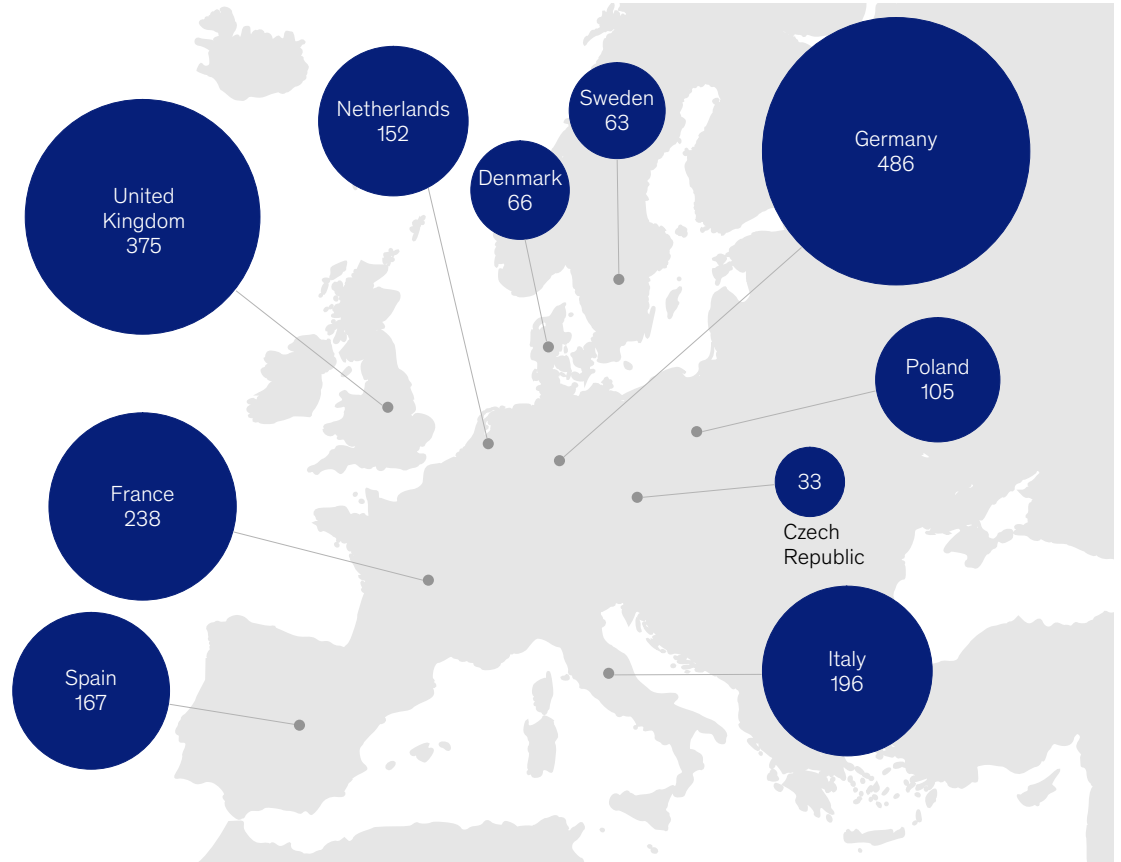 Netherlands
152
Sweden
63
Germany
486
Denmark
66
United
Kingdom
375
Poland
105
33
Czech
Republic
France
238
Italy
196
Spain
167